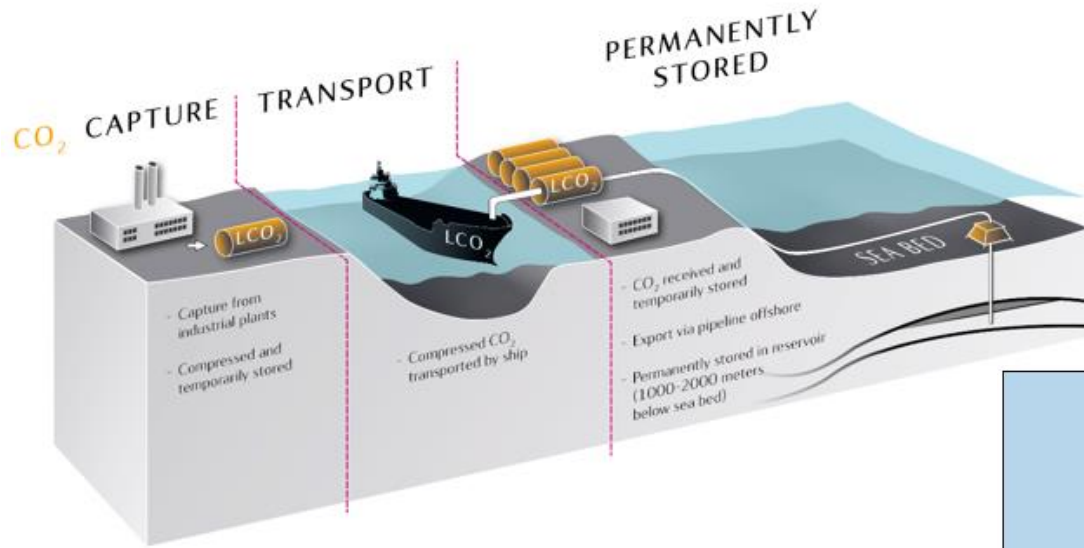 CO₂ CAPTURE
TRANSPORT
PERMANENTLY
STORED
LCO₂
LCO₂
LCO₂
SEA BED
- Capture from
industrial plants
- Compressed and
temporarily stored
- Compressed CO₂
transported by ship
- CO₂ received and
temporarily stored
- Export via pipeline offshore
- Permanently stored in reservoir
(1000-2000 meters
below sea bed)